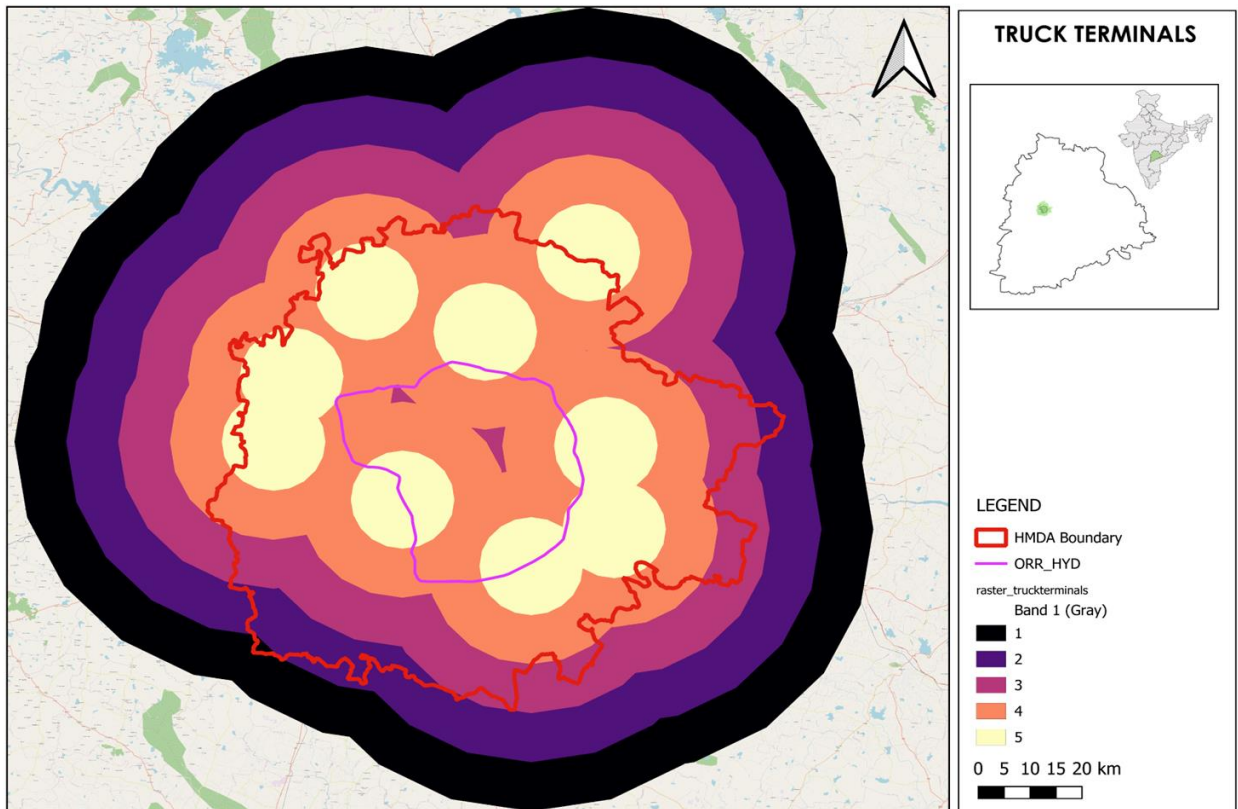 TRUCK TERMINALS
LEGEND
HMDA Boundary
ORR_HYD
raster_truckterminals
Band 1 (Gray)
1
2
3
4
5
0 5 10 15 20 km